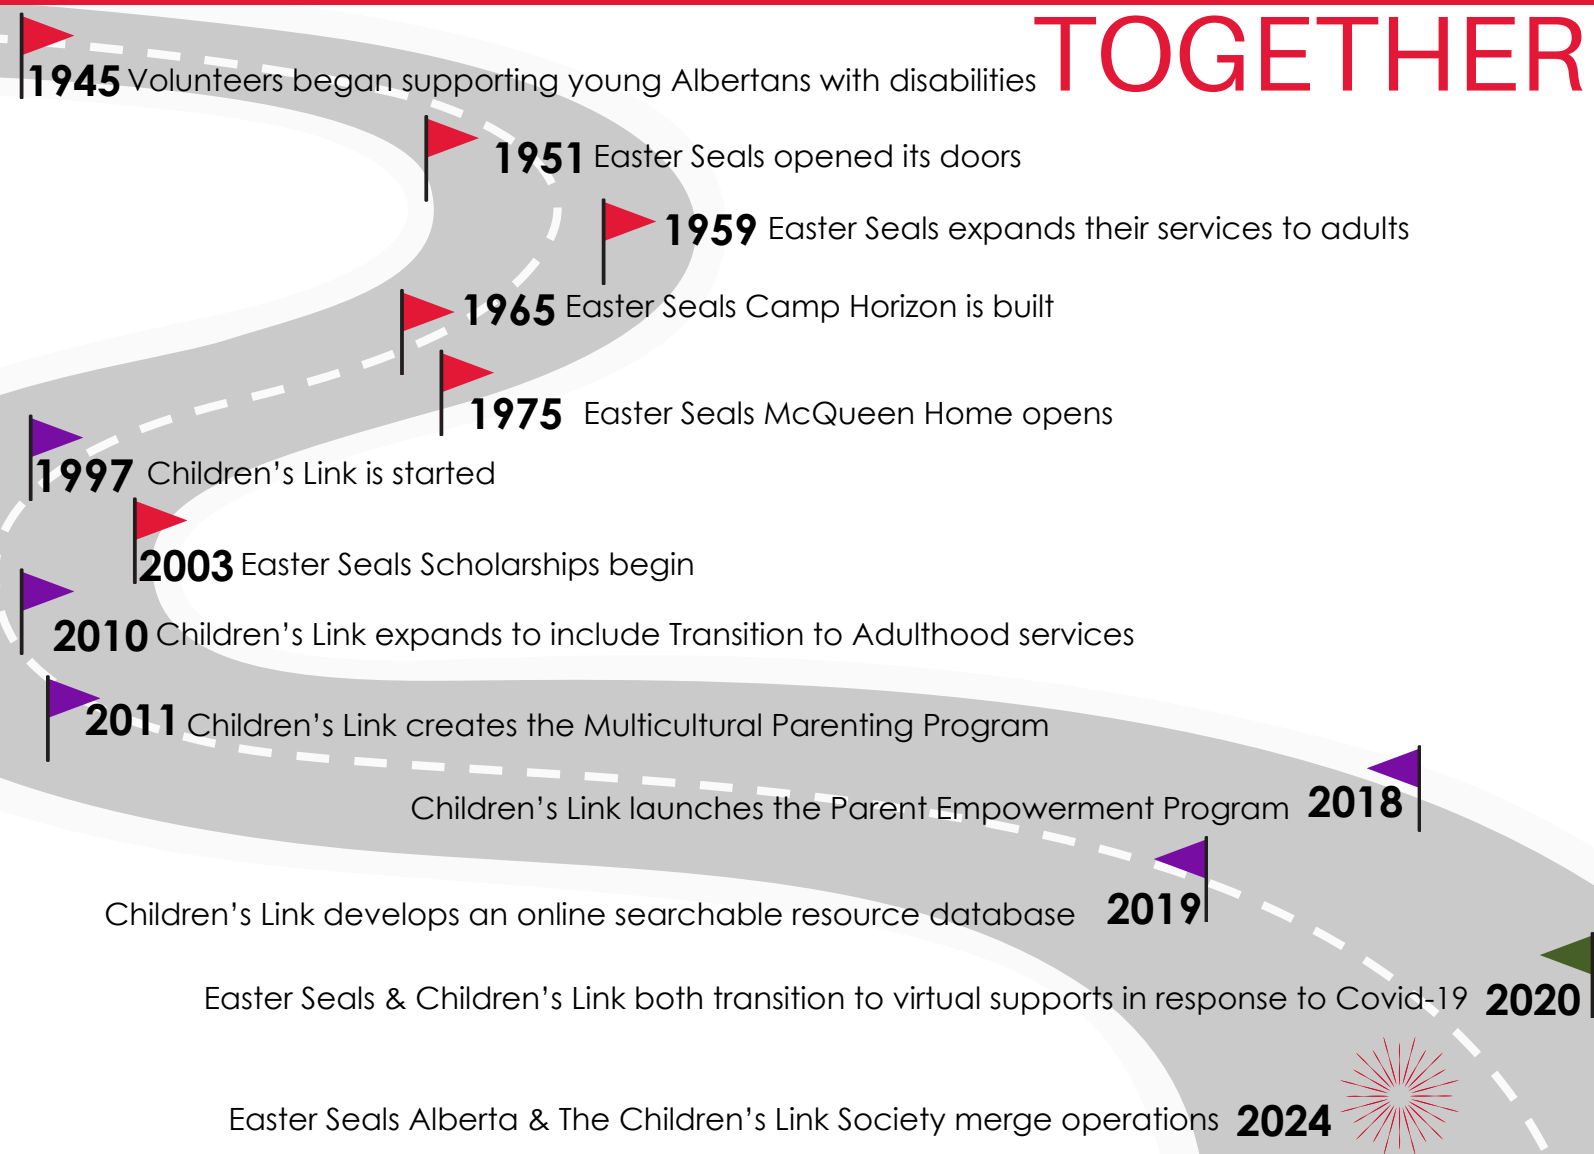 TOGETHER
1945 Volunteers began supporting young Albertans with disabilities
1951 Easter Seals opened its doors
1959 Easter Seals expands their services to adults
1965 Easter Seals Camp Horizon is built
1975 Easter Seals McQueen Home opens
1997 Children's Link is started
2003 Easter Seals Scholarships begin
2010 Children's Link expands to include Transition to Adulthood services
2011 Children's Link creates the Multicultural Parenting Program
Children's Link launches the Parent Empowerment Program 2018
Children's Link develops an online searchable resource database 2019
Easter Seals & Children's Link both transition to virtual supports in response to Covid-19 2020
Easter Seals Alberta & The Children's Link Society merge operations 2024